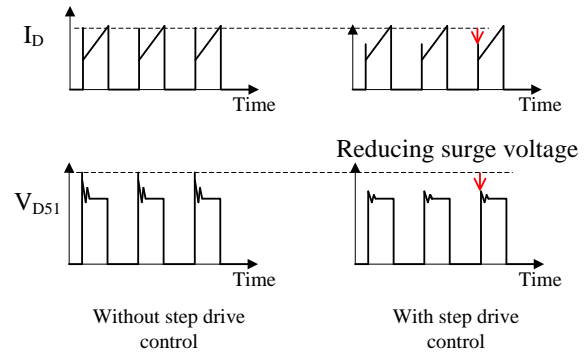 I_D
Time
Time
Reducing surge voltage
V_D51
Time
Time
Without step drive
control
With step drive
control